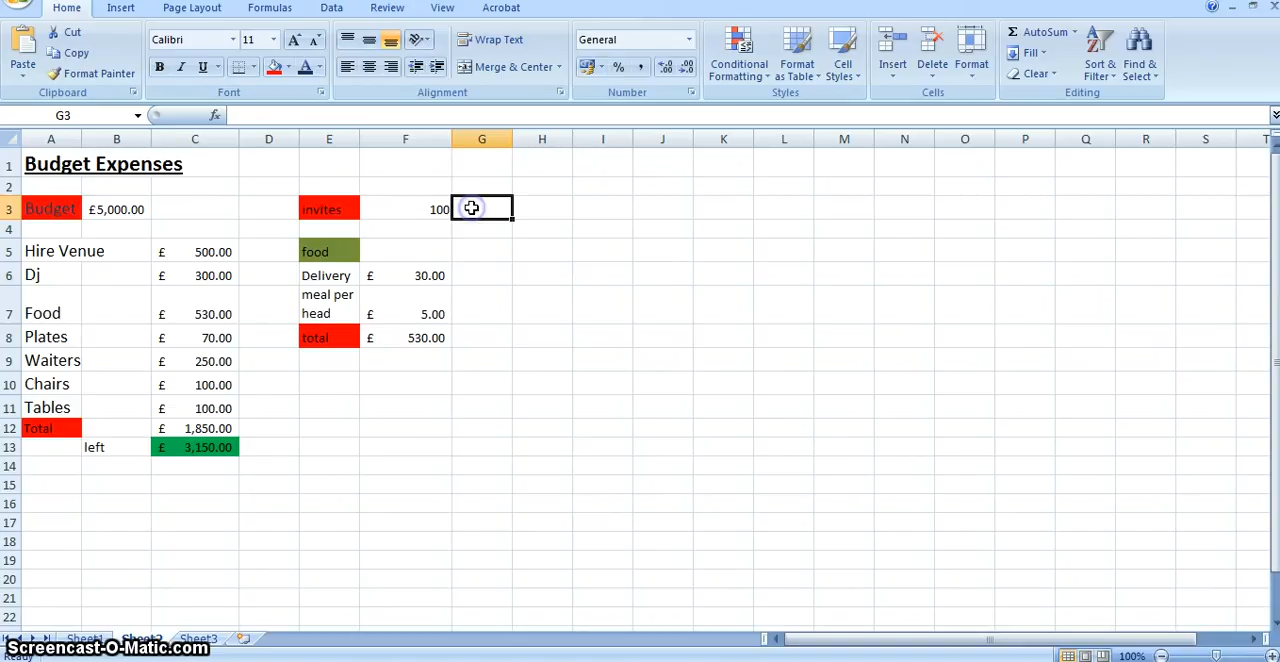 Home Insert Page Layout Formulas Data Review View Acrobat
Cut
Copy
Format Painter
Paste
Calibri 11
Wrap Text
Merge & Center
General
Conditional Formatting
Format as Table
Cell Styles
Insert Delete Format
AutoSum
Fill
Clear
Sort & Filter
Find & Select
Clipboard Font Alignment Number Styles Cells Editing
G3 fx
A B C D E F G H I J K L M N O P Q R S T
1 Budget Expenses
2
3 Budget £5,000.00 invites 100
4
5 Hire Venue £ 500.00 food
6 Dj £ 300.00 Delivery £ 30.00
7 Food £ 530.00 meal per head £ 5.00
8 Plates £ 70.00 total £ 530.00
9 Waiters £ 250.00
10 Chairs £ 100.00
11 Tables £ 100.00
12 Total £ 1,850.00
13 left £ 3,150.00
14
15
16
17
18
19
20
21
22
Sheet1 Sheet2 Sheet3
Screencast-O-Matic.com
Ready 100%